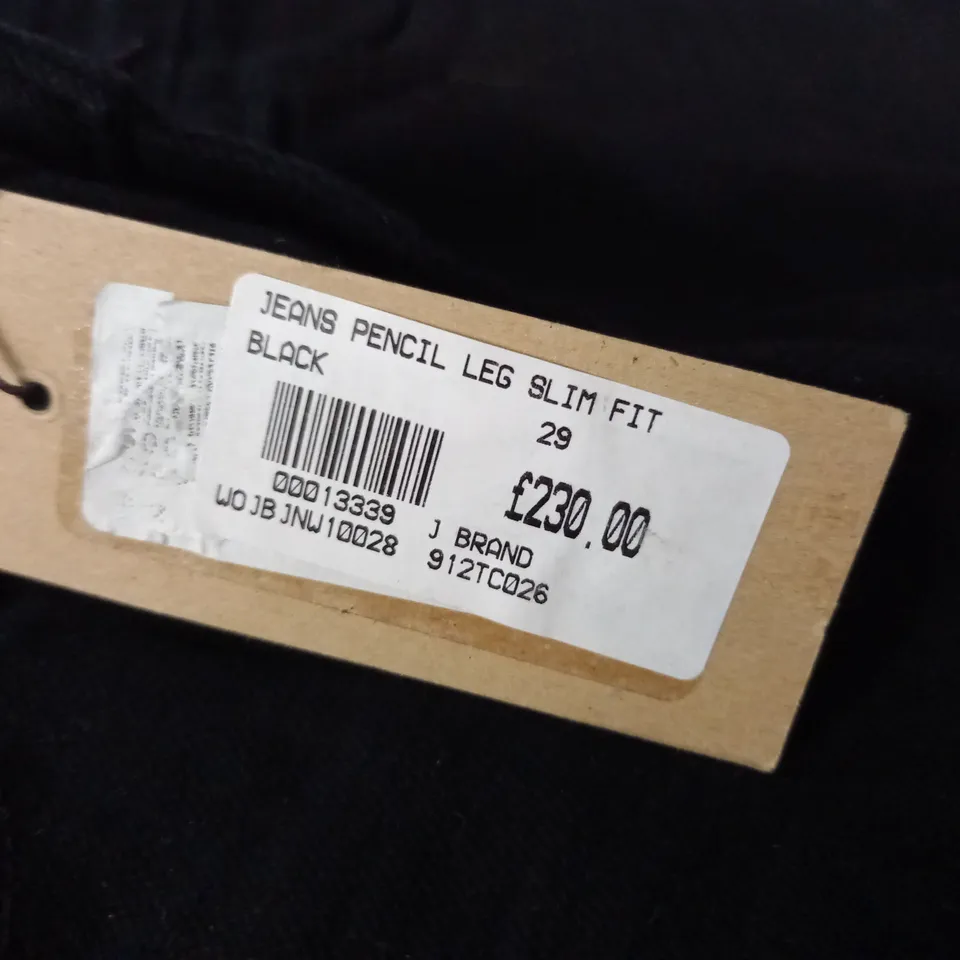 JEANS PENCIL LEG SLIM FIT
BLACK 29
£230.00
00013339 J BRAND
WOJBJNW10028 912TC026